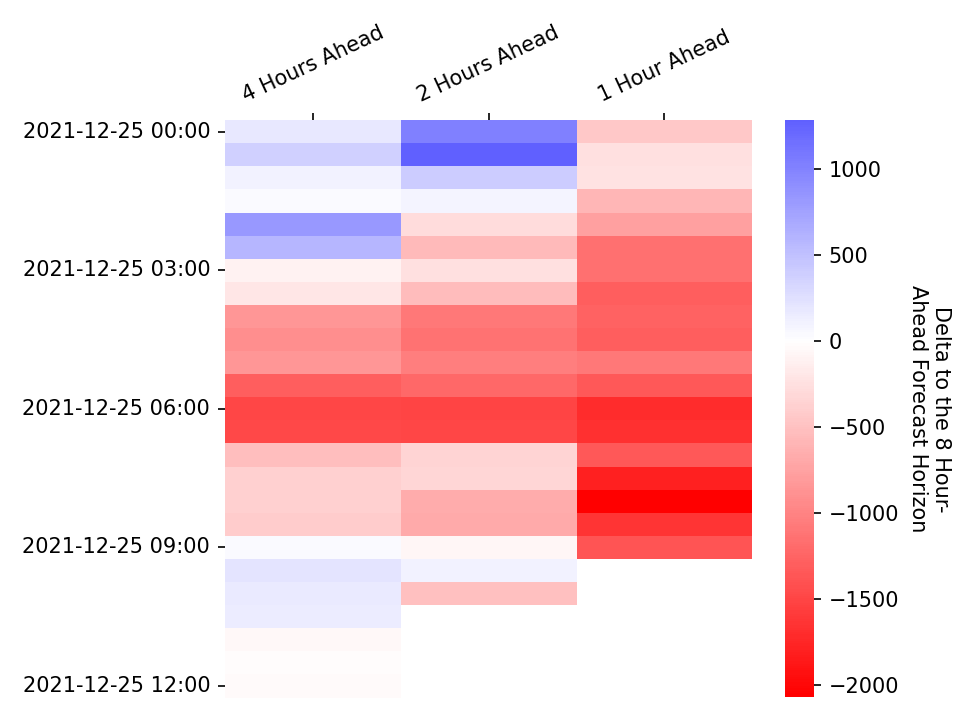 4 Hours Ahead
2 Hours Ahead
1 Hour Ahead
2021-12-25 00:00
2021-12-25 03:00
2021-12-25 06:00
2021-12-25 09:00
2021-12-25 12:00
1000
500
0
−500
−1000
−1500
−2000
Delta to the 8 Hour-
Ahead Forecast Horizon